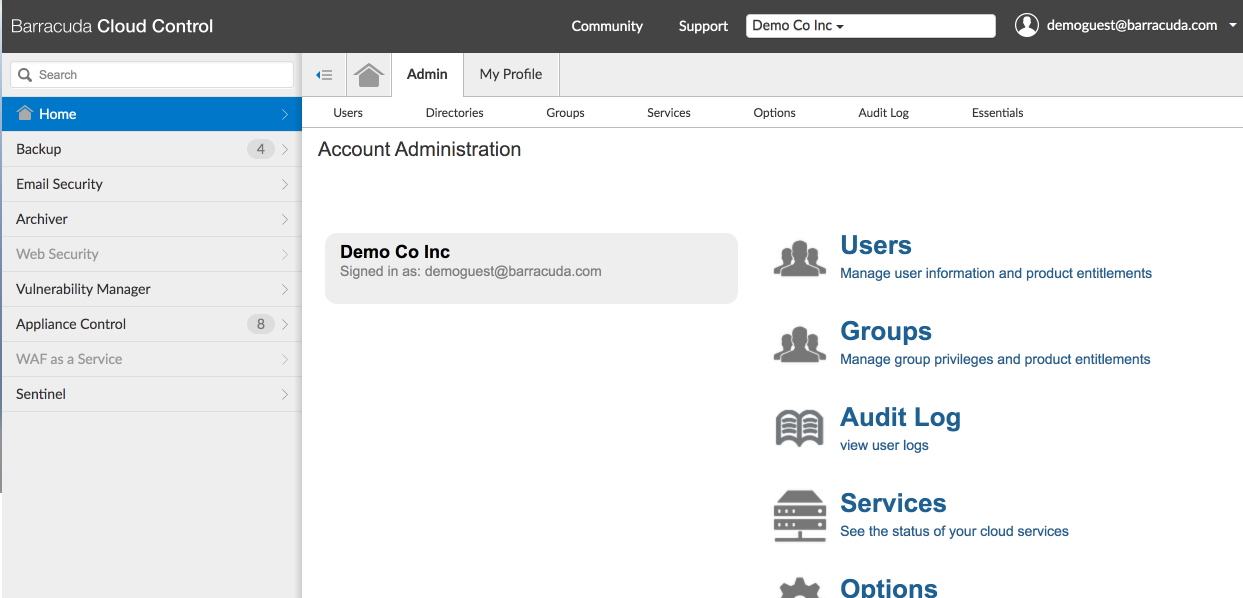 Barracuda Cloud Control
Community
Support
Demo Co Inc
demoguest@barracuda.com
Search
Admin
My Profile
Home
Users
Directories
Groups
Services
Options
Audit Log
Essentials
Backup
4
Email Security
Archiver
Web Security
Vulnerability Manager
Appliance Control
8
WAF as a Service
Sentinel
Account Administration
Demo Co Inc
Signed in as: demoguest@barracuda.com
Users
Manage user information and product entitlements
Groups
Manage group privileges and product entitlements
Audit Log
view user logs
Services
See the status of your cloud services
Options